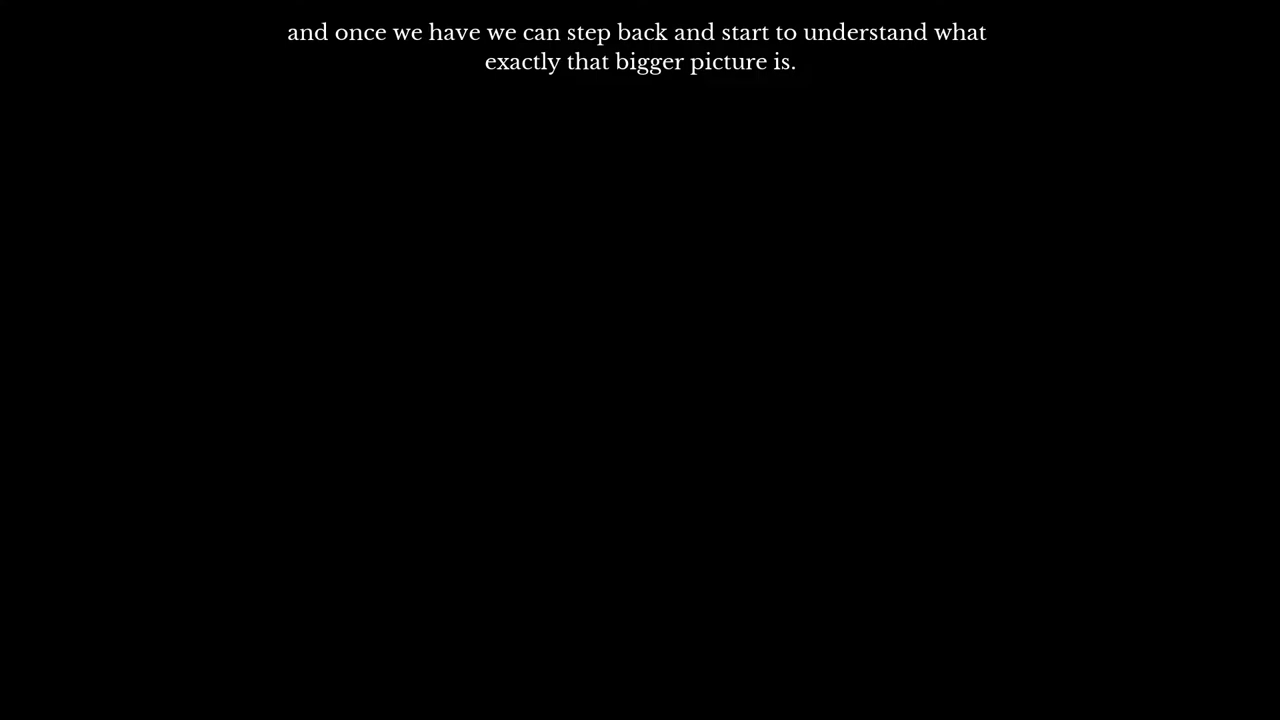 and once we have we can step back and start to understand what
exactly that bigger picture is.